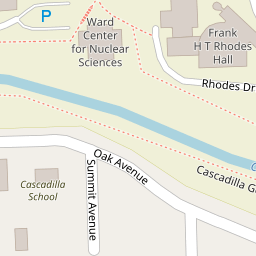 P
Ward
Center
for Nuclear
Sciences
Frank
H T Rhodes
Hall
Rhodes Dr
Oak Avenue
Cascadilla G
Summit Avenue
Cascadilla
School